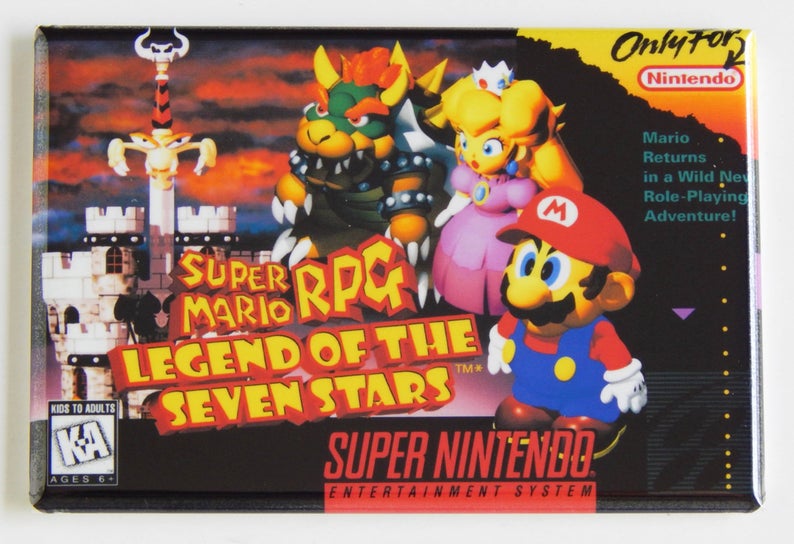 Only For
Nintendo
Mario
Returns
in a Wild New
Role-Playing
Adventure!
M
SUPER
MARIO RPG
LEGEND OF THE
SEVEN STARS
TM*
KIDS TO ADULTS
K-A
AGES 6+
SUPER NINTENDO
ENTERTAINMENT SYSTEM